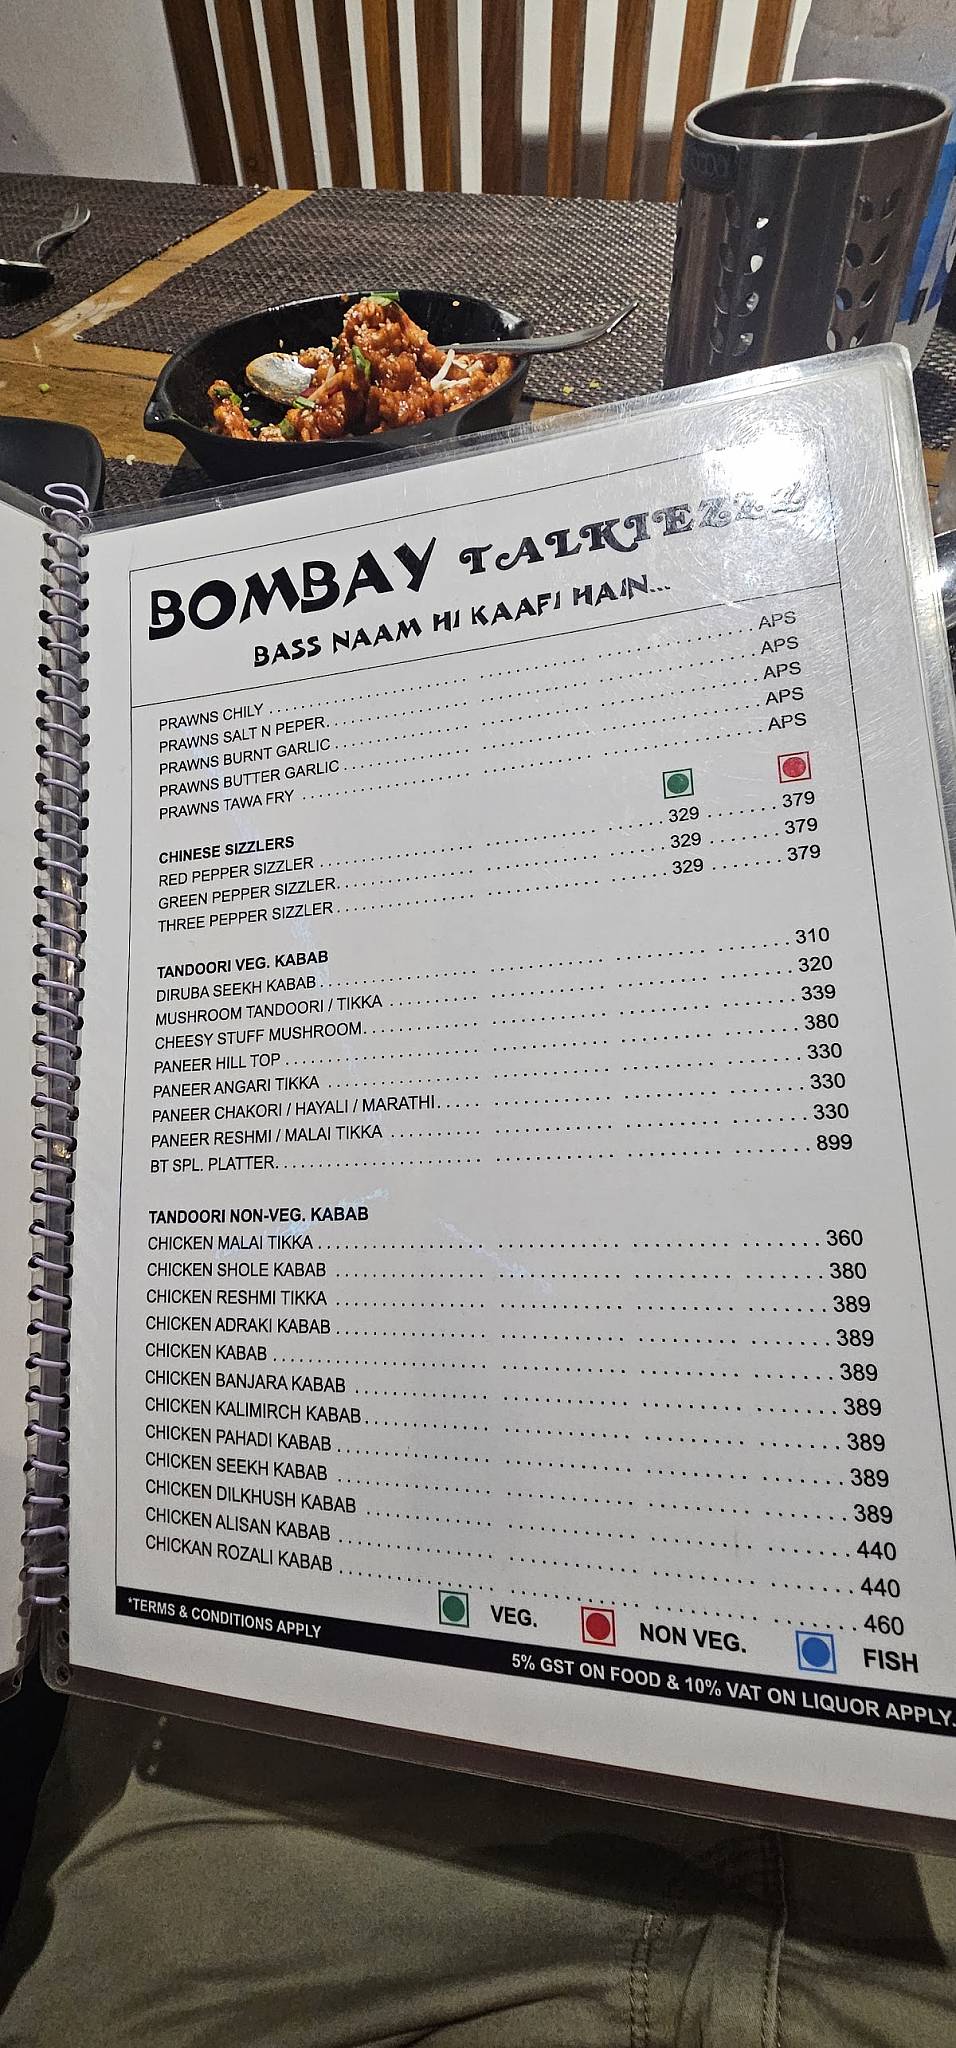 BOMBAY TALKIEZZZ
BASS NAAM HI KAAFI HAIN...
PRAWNS CHILY ........ APS
PRAWNS SALT N PEPER ........ APS
PRAWNS BURNT GARLIC ........ APS
PRAWNS BUTTER GARLIC ........ APS
PRAWNS TAWA FRY ........ APS
CHINESE SIZZLERS
RED PEPPER SIZZLER ........ 329 ........ 379
GREEN PEPPER SIZZLER ........ 329 ........ 379
THREE PEPPER SIZZLER ........ 329 ........ 379
TANDOORI VEG. KABAB
DIRUBA SEEKH KABAB ........ 310
MUSHROOM TANDOORI / TIKKA ........ 320
CHEESY STUFF MUSHROOM ........ 339
PANEER HILL TOP ........ 380
PANEER ANGARI TIKKA ........ 330
PANEER CHAKORI / HAYALI / MARATHI ........ 330
PANEER RESHMI / MALAI TIKKA ........ 330
BT SPL. PLATTER ........ 899
TANDOORI NON-VEG. KABAB
CHICKEN MALAI TIKKA ........ 360
CHICKEN SHOLE KABAB ........ 380
CHICKEN RESHMI TIKKA ........ 389
CHICKEN ADRAKI KABAB ........ 389
CHICKEN KABAB ........ 389
CHICKEN BANJARA KABAB ........ 389
CHICKEN KALIMIRCH KABAB ........ 389
CHICKEN PAHADI KABAB ........ 389
CHICKEN SEEKH KABAB ........ 389
CHICKEN DILKHUSH KABAB ........ 440
CHICKEN ALISAN KABAB ........ 440
CHICKAN ROZALI KABAB ........ 460
VEG. NON VEG. FISH
*TERMS & CONDITIONS APPLY
5% GST ON FOOD & 10% VAT ON LIQUOR APPLY.